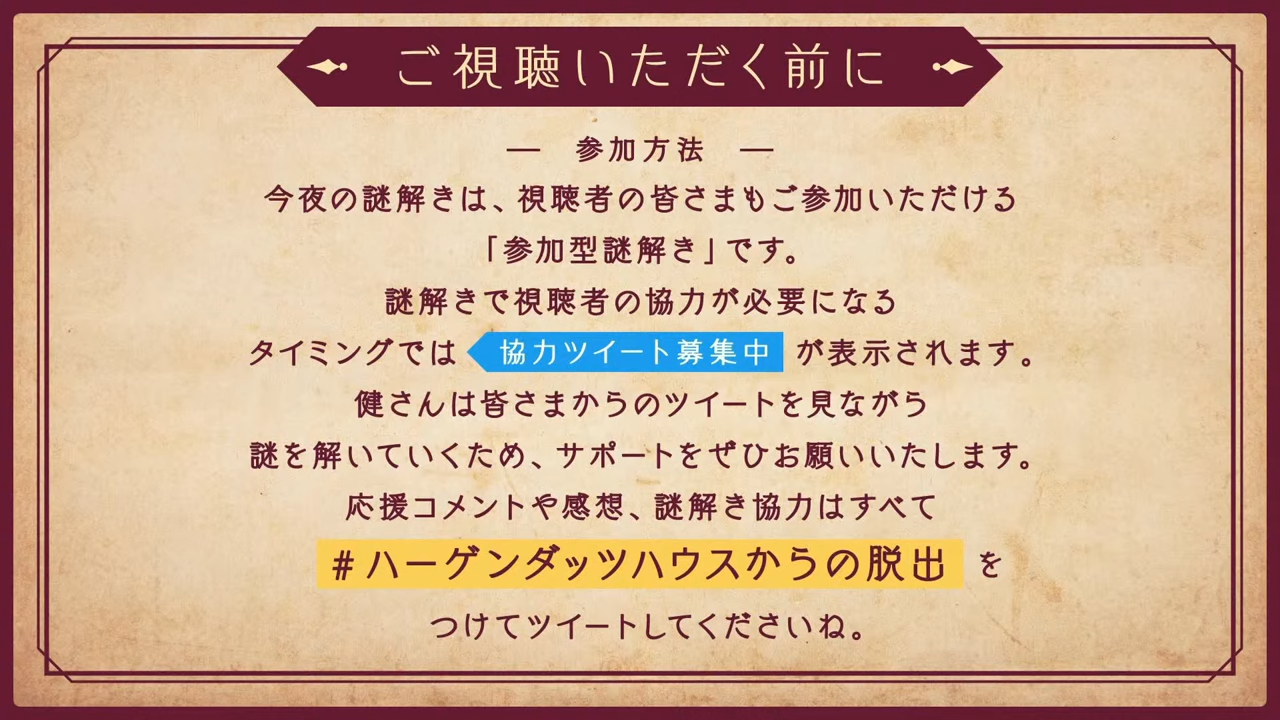 ご視聴いただく前に
— 参加方法 —
今夜の謎解きは、視聴者の皆さまもご参加いただける
「参加型謎解き」です。
謎解きで視聴者の協力が必要になる
タイミングでは 協力ツイート募集中 が表示されます。
健さんは皆さまからのツイートを見ながら
謎を解いていくため、サポートをぜひお願いいたします。
応援コメントや感想、謎解き協力はすべて
#ハーゲンダッツハウスからの脱出 を
つけてツイートしてくださいね。